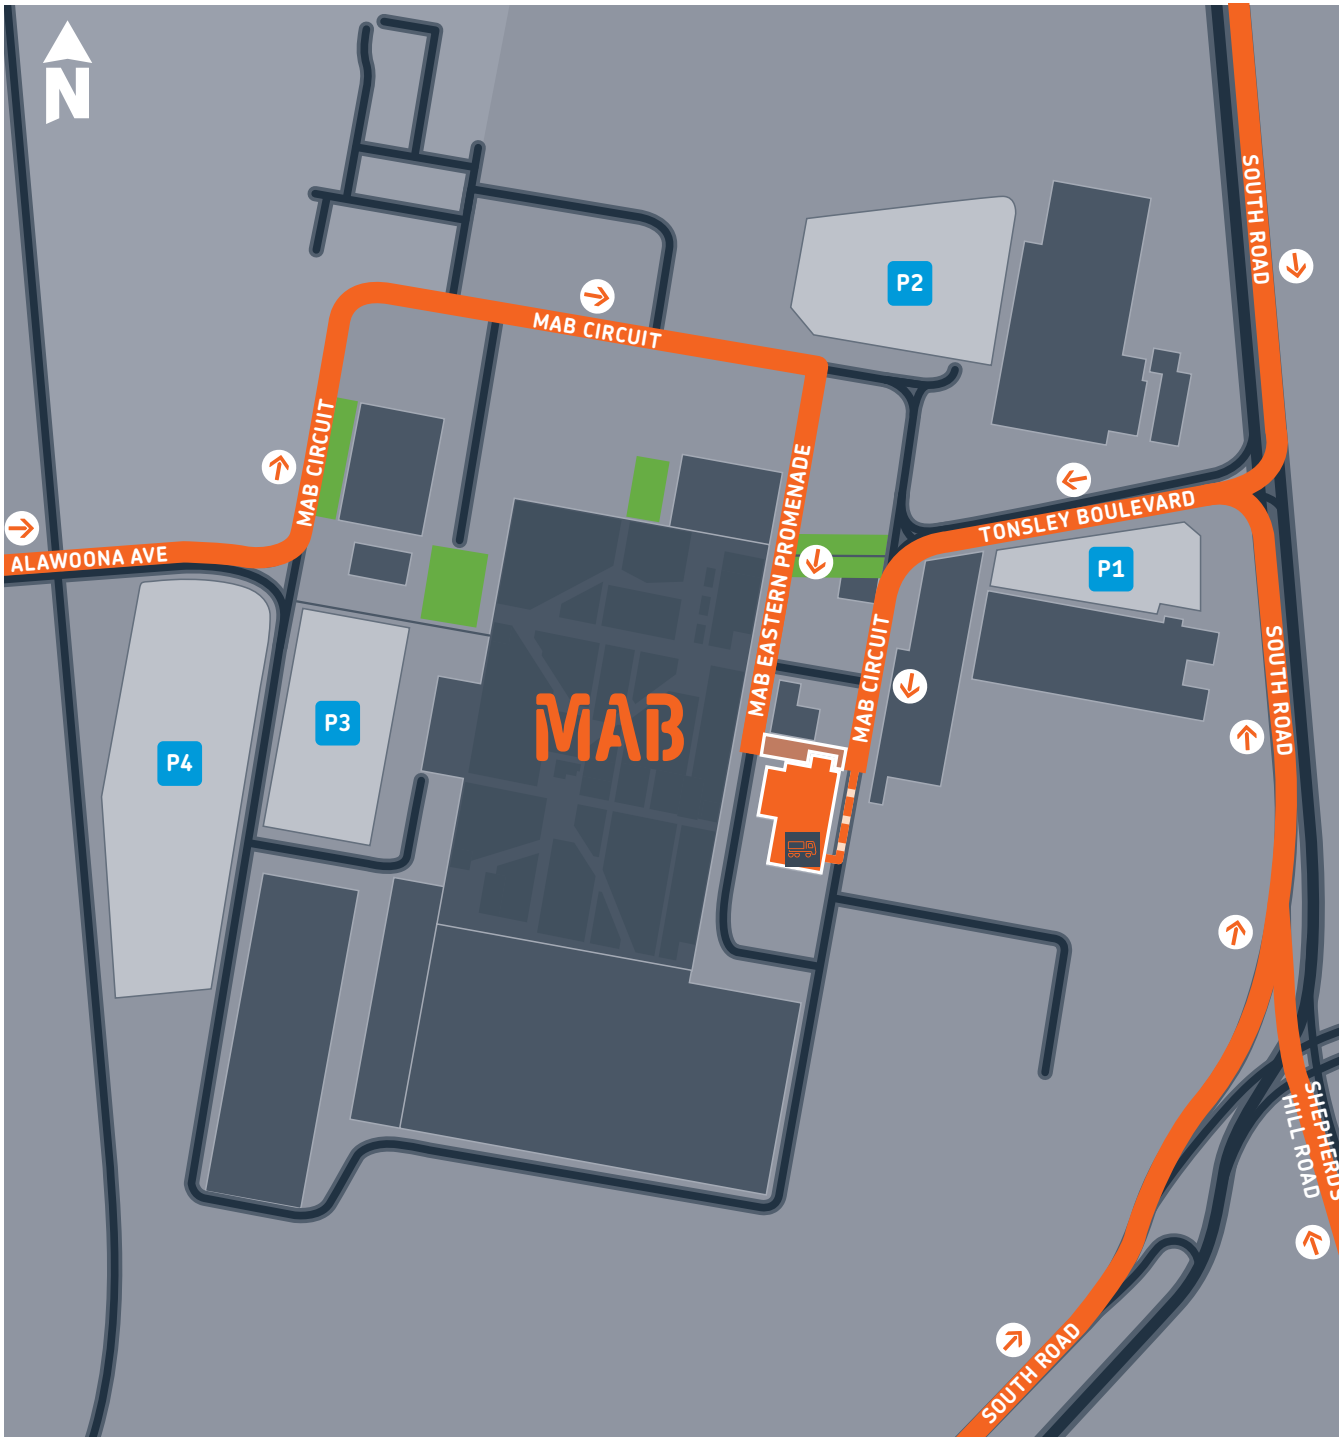 N
SOUTH ROAD
P2
MAB CIRCUIT
MAB CIRCUIT
MAB EASTERN PROMENADE
TONSLEY BOULEVARD
ALAWOONA AVE
P1
MAB CIRCUIT
SOUTH ROAD
MAB
P3
P4
SHEPHERDS
HILL ROAD
SOUTH ROAD